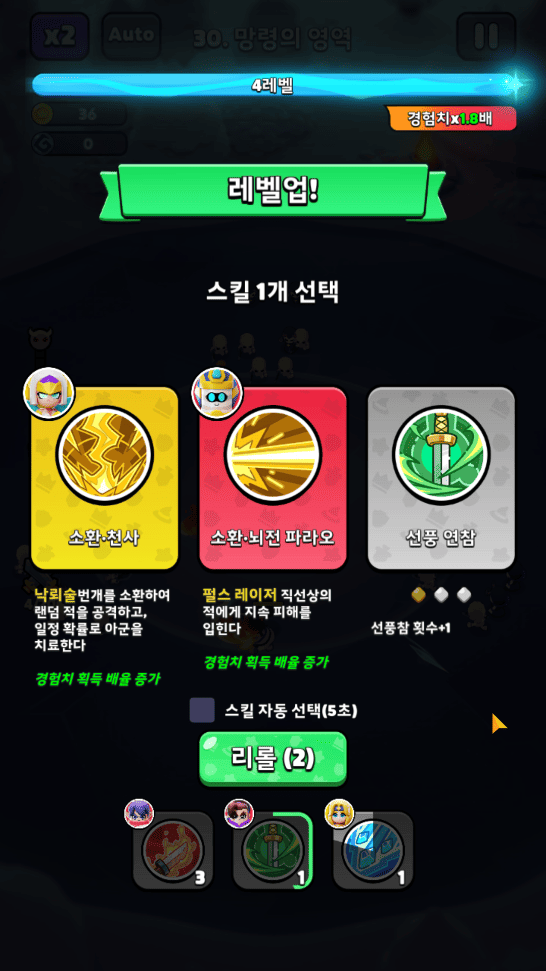 x2
Auto
30. 망령의 영역
4레벨
36
경험치x1.8배
0
레벨업!
스킬 1개 선택
소환·천사
소환·뇌전 파라오
선풍 연참
낙뢰술번개를 소환하여
랜덤 적을 공격하고,
일정 확률로 아군을
치료한다
경험치 획득 배율 증가
펄스 레이저 직선상의
적에게 지속 피해를
입힌다
경험치 획득 배율 증가
선풍참 횟수+1
스킬 자동 선택(5초)
리롤 (2)
3
1
1